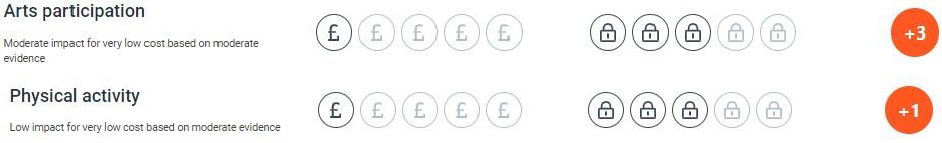 Arts participation
Moderate impact for very low cost based on moderate
evidence
£ £ £ £ £
+3
Physical activity
Low impact for very low cost based on moderate evidence
£ £ £ £ £
+1